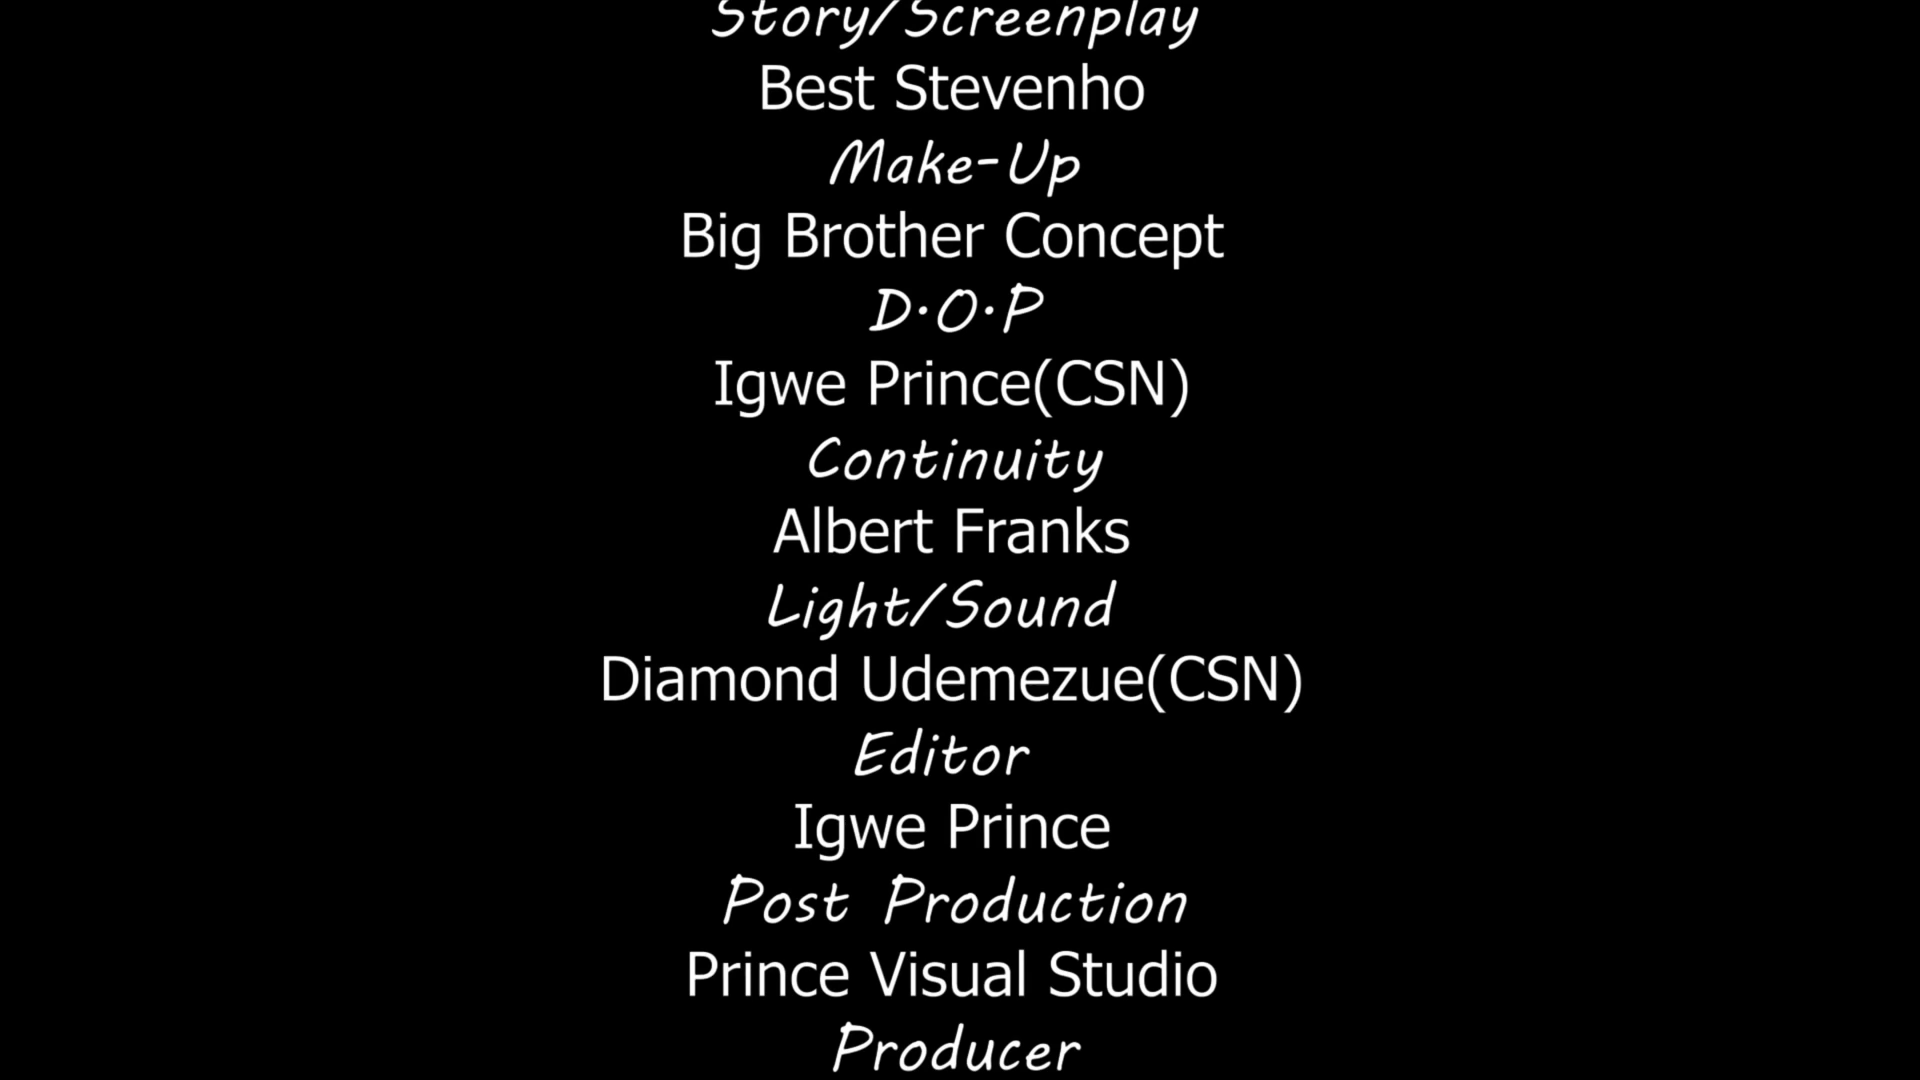 Story/Screenplay
Best Stevenho
Make-Up
Big Brother Concept
D.O.P
Igwe Prince(CSN)
Continuity
Albert Franks
Light/Sound
Diamond Udemezue(CSN)
Editor
Igwe Prince
Post Production
Prince Visual Studio
Producer